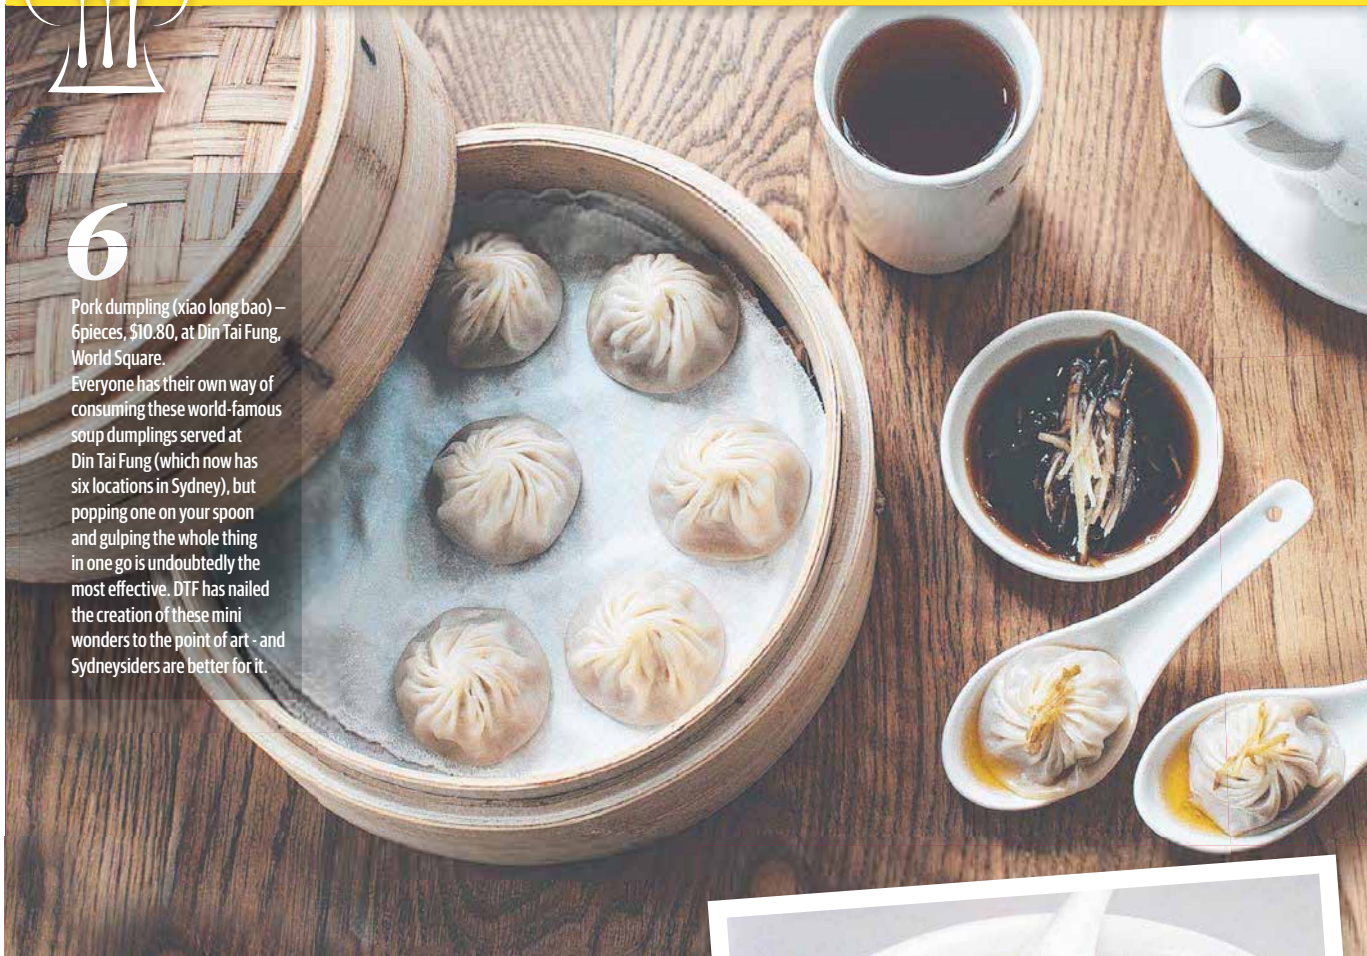 6
Pork dumpling (xiao long bao) –
6pieces, $10.80, at Din Tai Fung,
World Square.
Everyone has their own way of
consuming these world-famous
soup dumplings served at
Din Tai Fung (which now has
six locations in Sydney), but
popping one on your spoon
and gulping the whole thing
in one go is undoubtedly the
most effective. DTF has nailed
the creation of these mini
wonders to the point of art - and
Sydneysiders are better for it.